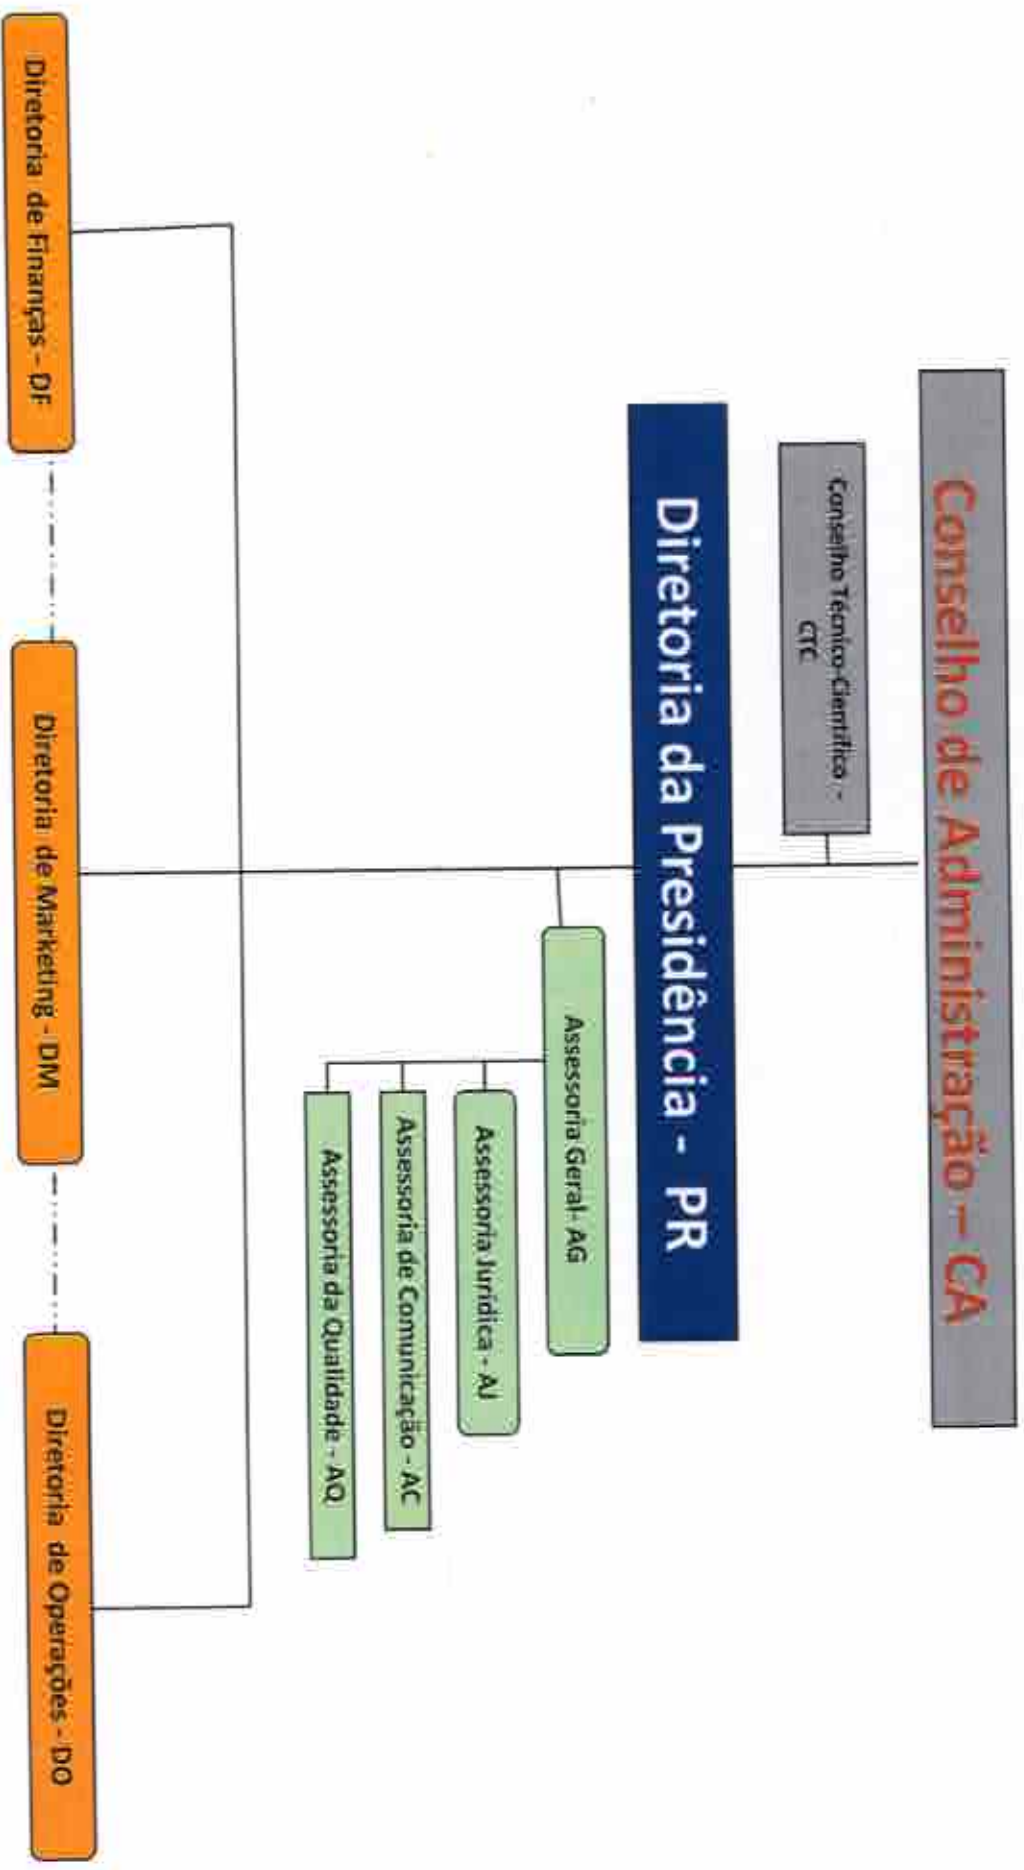 Conselho de Administração – CA
Conselho Técnico-Científico -
CTC
Diretoria da Presidência - PR
Assessoria Geral- AG
Assessoria Jurídica - AJ
Assessoria de Comunicação - AC
Assessoria da Qualidade - AQ
Diretoria de Finanças - DF
Diretoria de Marketing - DM
Diretoria de Operações - DO